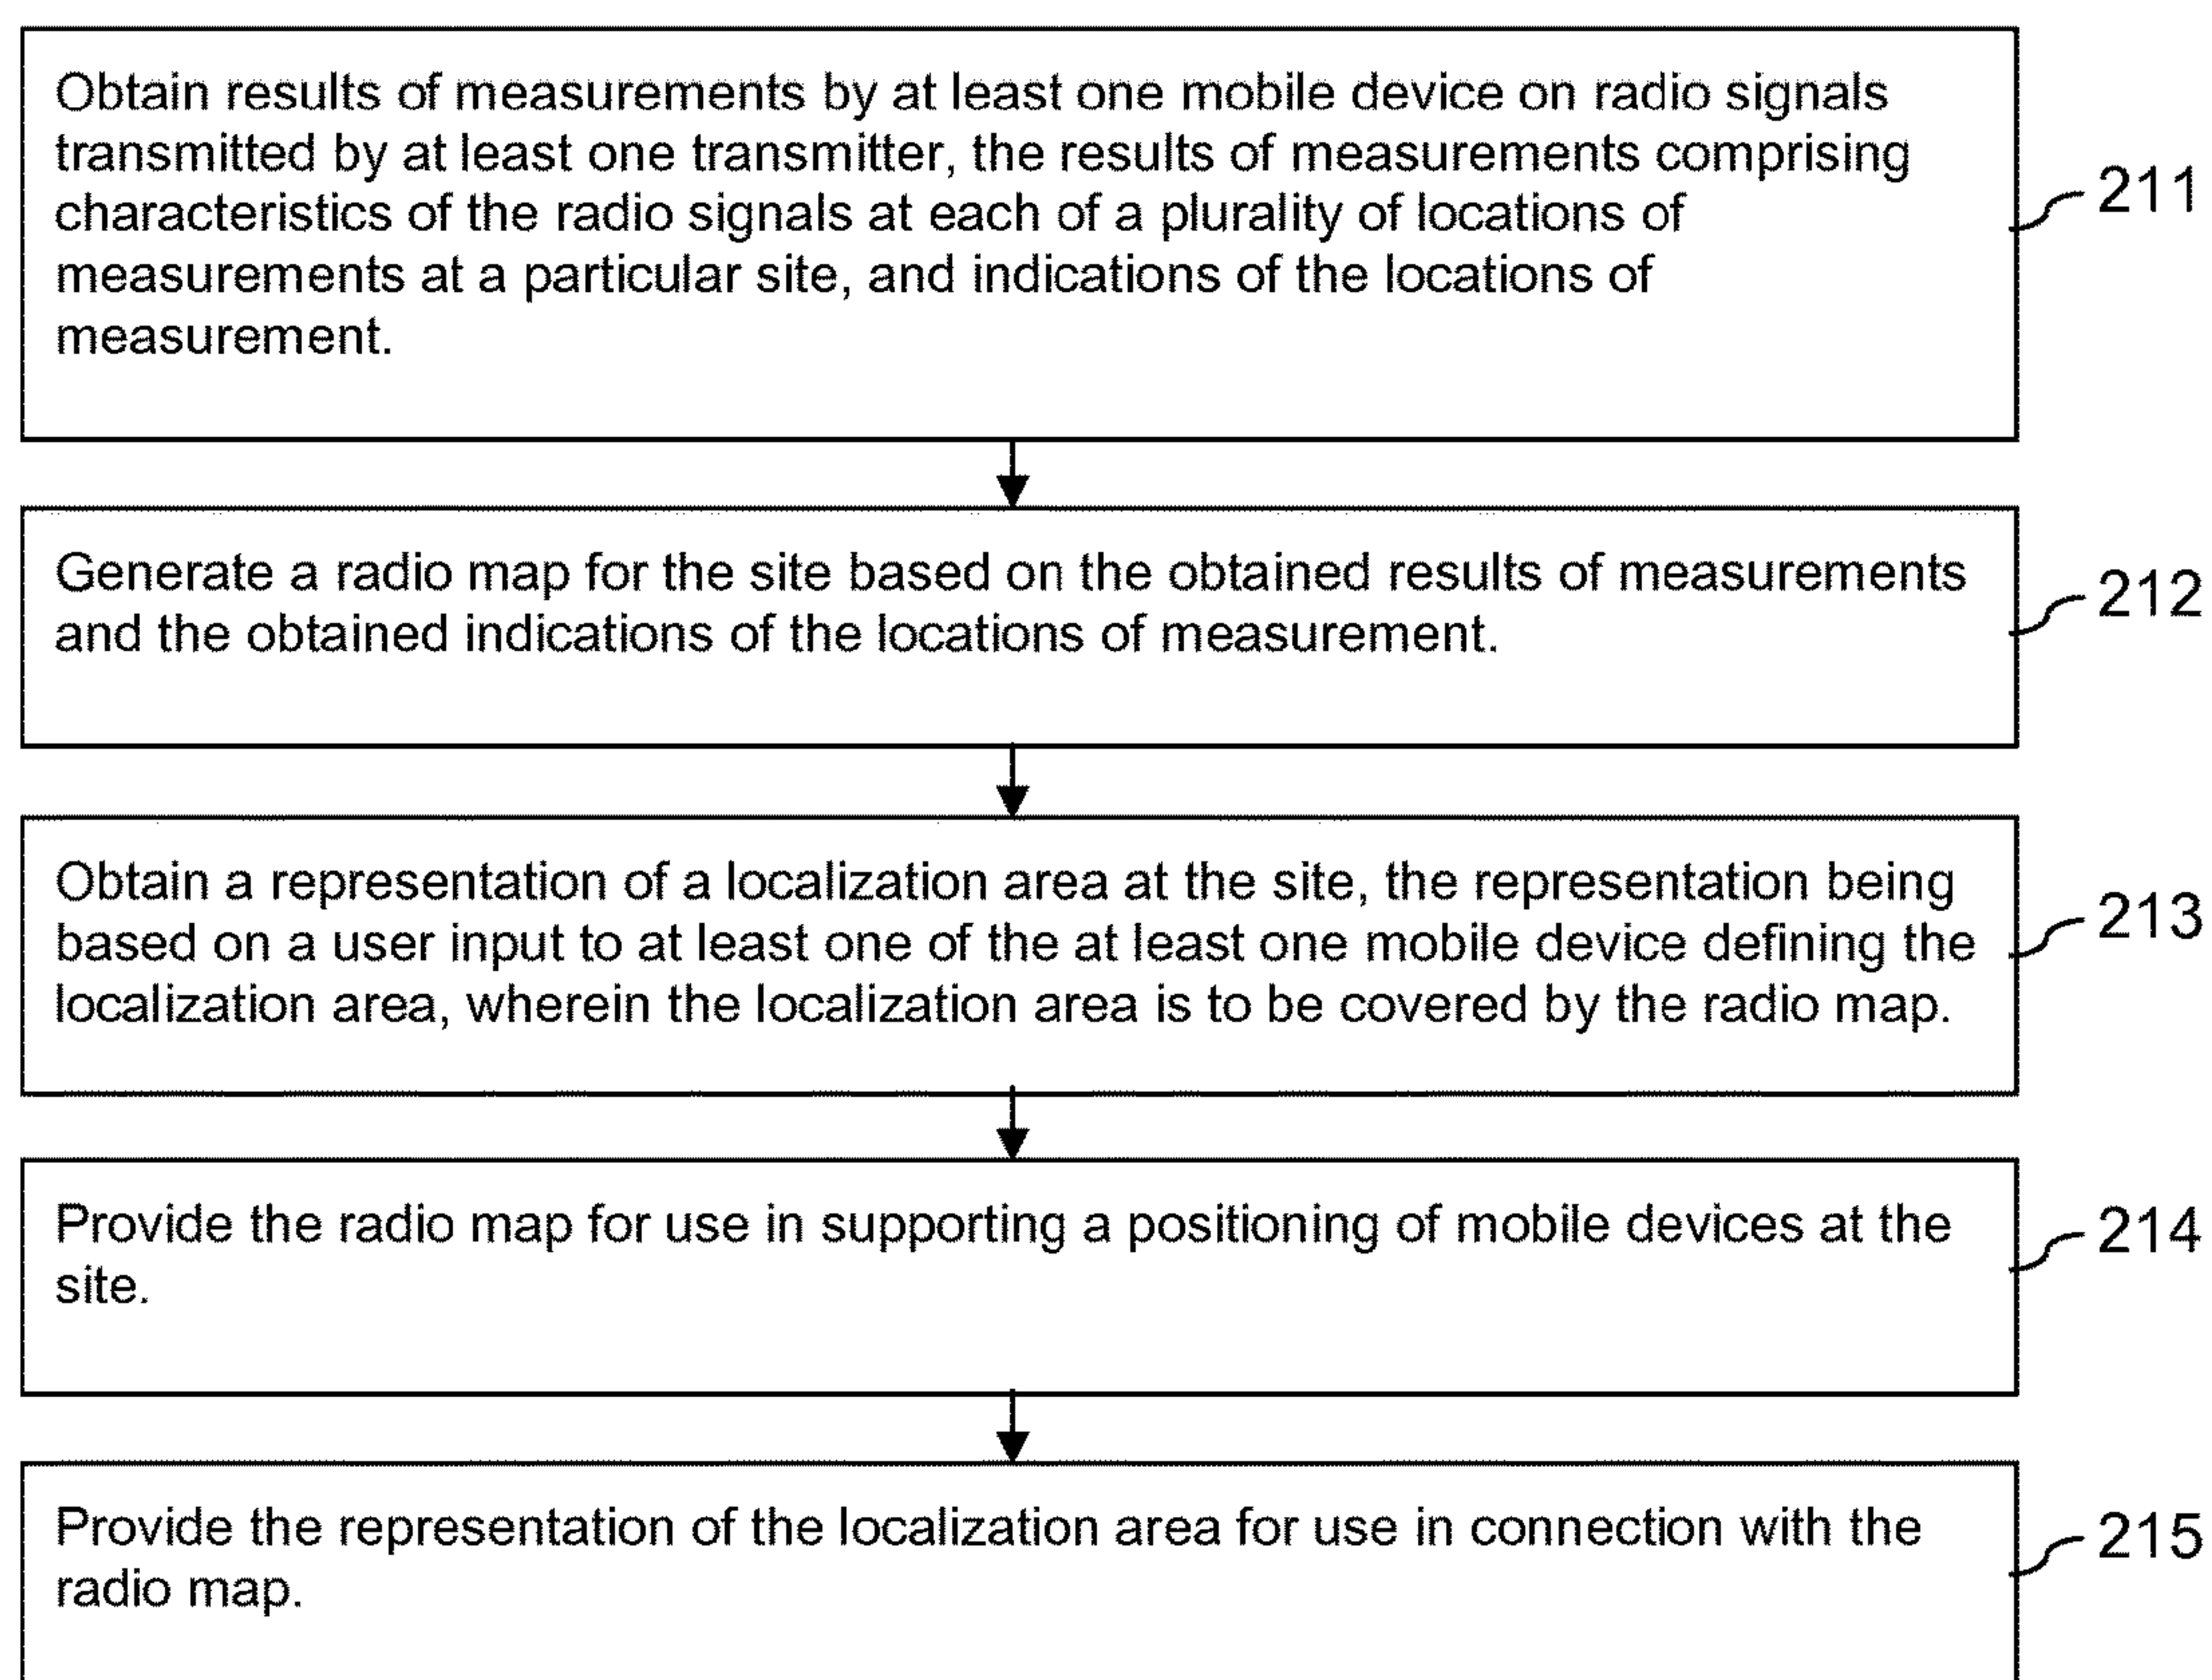 Obtain results of measurements by at least one mobile device on radio signals
transmitted by at least one transmitter, the results of measurements comprising
characteristics of the radio signals at each of a plurality of locations of
measurements at a particular site, and indications of the locations of
measurement.
211
Generate a radio map for the site based on the obtained results of measurements
and the obtained indications of the locations of measurement.
212
Obtain a representation of a localization area at the site, the representation being
based on a user input to at least one of the at least one mobile device defining the
localization area, wherein the localization area is to be covered by the radio map.
213
Provide the radio map for use in supporting a positioning of mobile devices at the
site.
214
Provide the representation of the localization area for use in connection with the
radio map.
215